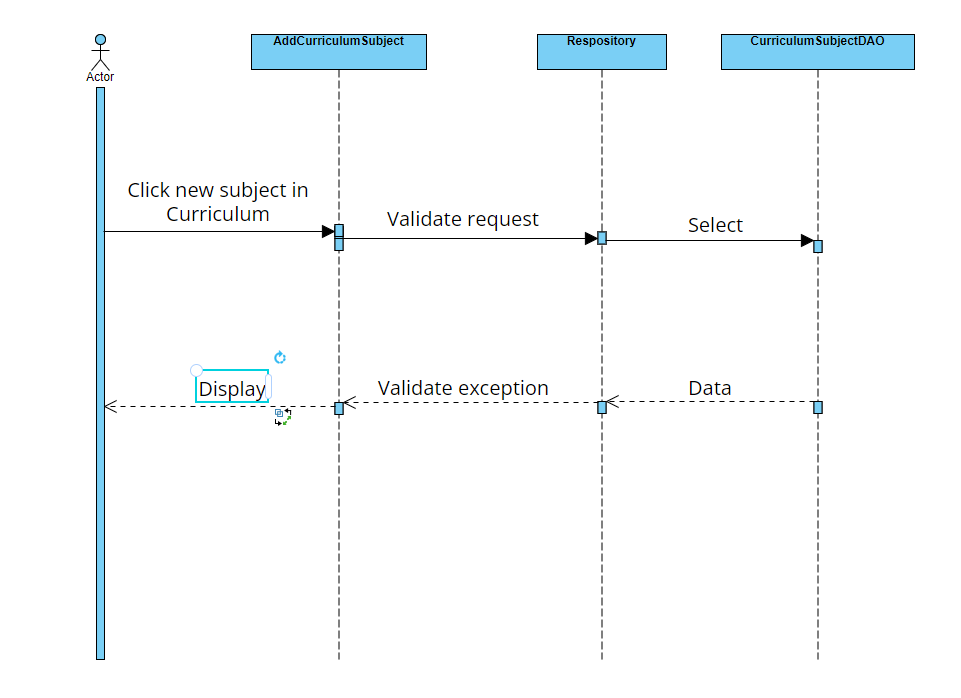 AddCurriculumSubject
Respository
CurriculumSubjectDAO
Actor
Click new subject in
Curriculum
Validate request
Select
Display
Validate exception
Data